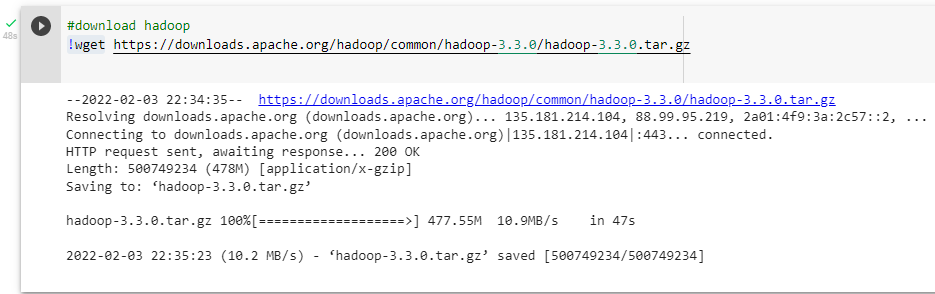 #download hadoop
!wget https://downloads.apache.org/hadoop/common/hadoop-3.3.0/hadoop-3.3.0.tar.gz
48s
--2022-02-03 22:34:35--  https://downloads.apache.org/hadoop/common/hadoop-3.3.0/hadoop-3.3.0.tar.gz
Resolving downloads.apache.org (downloads.apache.org)... 135.181.214.104, 88.99.95.219, 2a01:4f9:3a:2c57::2, ...
Connecting to downloads.apache.org (downloads.apache.org)|135.181.214.104|:443... connected.
HTTP request sent, awaiting response... 200 OK
Length: 500749234 (478M) [application/x-gzip]
Saving to: ‘hadoop-3.3.0.tar.gz’
hadoop-3.3.0.tar.gz 100%[===================>] 477.55M  10.9MB/s    in 47s
2022-02-03 22:35:23 (10.2 MB/s) - ‘hadoop-3.3.0.tar.gz’ saved [500749234/500749234]